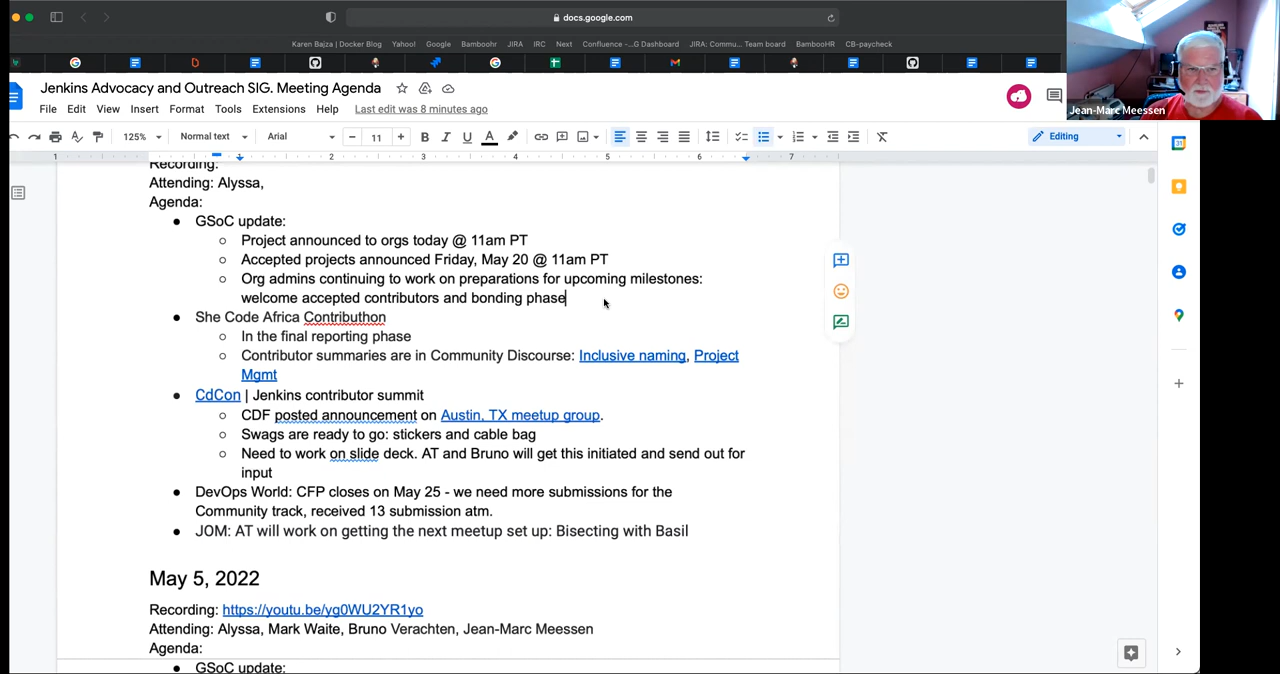 docs.google.com
Karen Bajza | Docker Blog Yahoo! Google Bamboohr JIRA IRC Next Confluence -...G Dashboard JIRA: Commu... Team board BambooHR CB-paycheck
Jean-Marc Meessen
Jenkins Advocacy and Outreach SIG. Meeting Agenda
File Edit View Insert Format Tools Extensions Help Last edit was 8 minutes ago
125% Normal text Arial 11 B I U A Editing
1 1 2 3 4 5 6 7
Recording:
Attending: Alyssa,
Agenda:
● GSoC update:
○ Project announced to orgs today @ 11am PT
○ Accepted projects announced Friday, May 20 @ 11am PT
○ Org admins continuing to work on preparations for upcoming milestones:
welcome accepted contributors and bonding phase
● She Code Africa Contributhon
○ In the final reporting phase
○ Contributor summaries are in Community Discourse: Inclusive naming, Project
Mgmt
● CdCon | Jenkins contributor summit
○ CDF posted announcement on Austin, TX meetup group.
○ Swags are ready to go: stickers and cable bag
○ Need to work on slide deck. AT and Bruno will get this initiated and send out for
input
● DevOps World: CFP closes on May 25 - we need more submissions for the
Community track, received 13 submission atm.
● JOM: AT will work on getting the next meetup set up: Bisecting with Basil
May 5, 2022
Recording: https://youtu.be/yg0WU2YR1yo
Attending: Alyssa, Mark Waite, Bruno Verachten, Jean-Marc Meessen
Agenda:
● GSoC update: